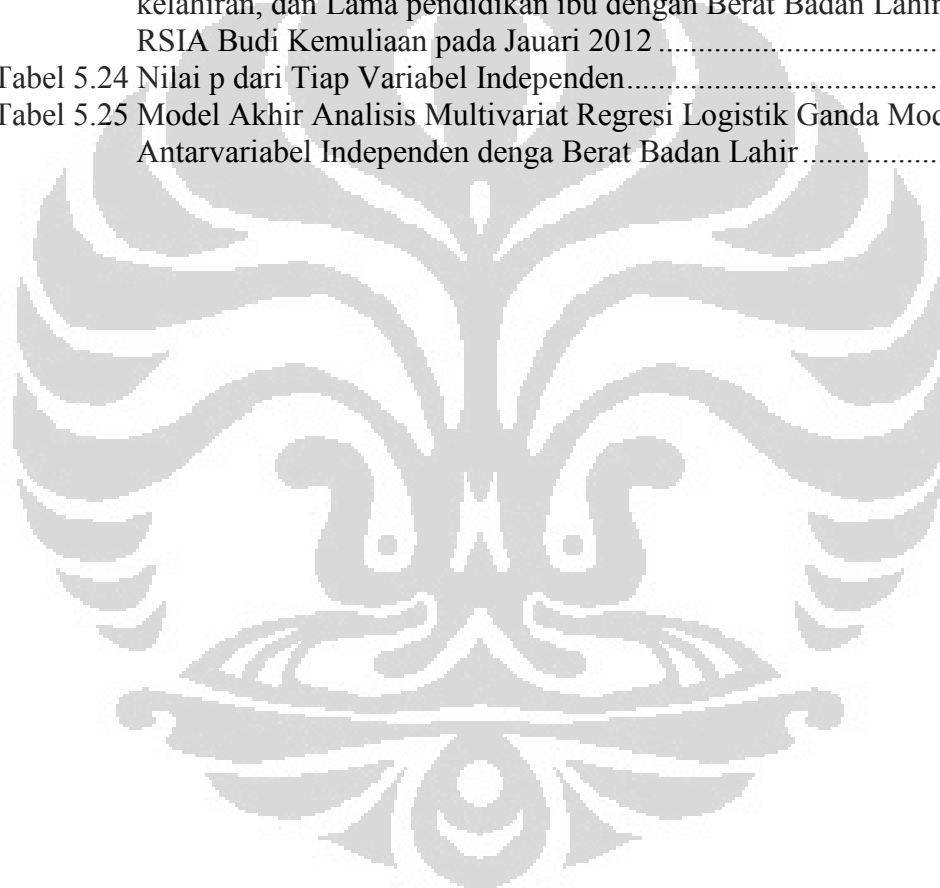 kelahiran, dan Lama pendidikan ibu dengan Berat Badan Lahir
RSIA Budi Kemuliaan pada Jauari 2012 ....................................
Tabel 5.24 Nilai p dari Tiap Variabel Independen.........................................
Tabel 5.25 Model Akhir Analisis Multivariat Regresi Logistik Ganda
Antarvariabel Independen denga Berat Badan Lahir ..................